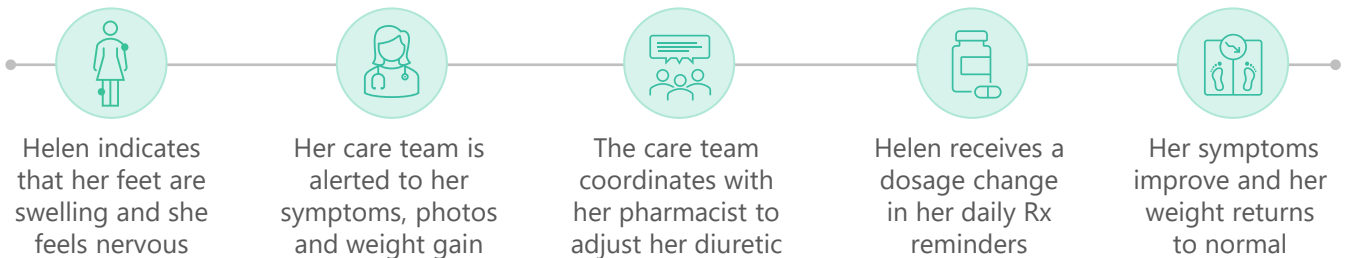 Helen indicates
that her feet are
swelling and she
feels nervous
Her care team is
alerted to her
symptoms, photos
and weight gain
The care team
coordinates with
her pharmacist to
adjust her diuretic
Helen receives a
dosage change
in her daily Rx
reminders
Her symptoms
improve and her
weight returns
to normal